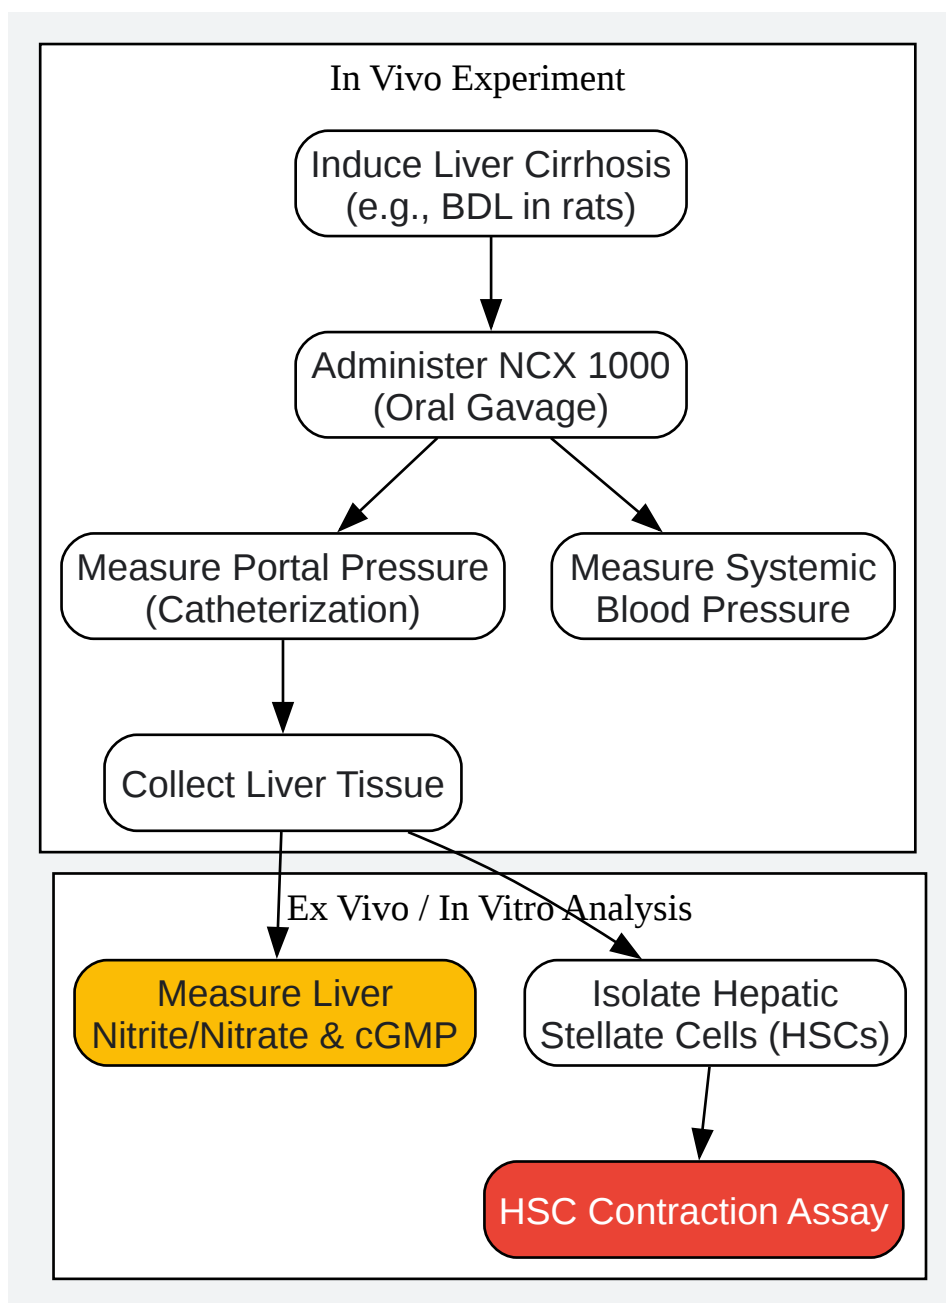 In Vivo Experiment
Induce Liver Cirrhosis
(e.g., BDL in rats)
Administer NCX 1000
(Oral Gavage)
Measure Portal Pressure
(Catheterization)
Measure Systemic
Blood Pressure
Collect Liver Tissue
Ex Vivo / In Vitro Analysis
Measure Liver
Nitrite/Nitrate & cGMP
Isolate Hepatic
Stellate Cells (HSCs)
HSC Contraction Assay